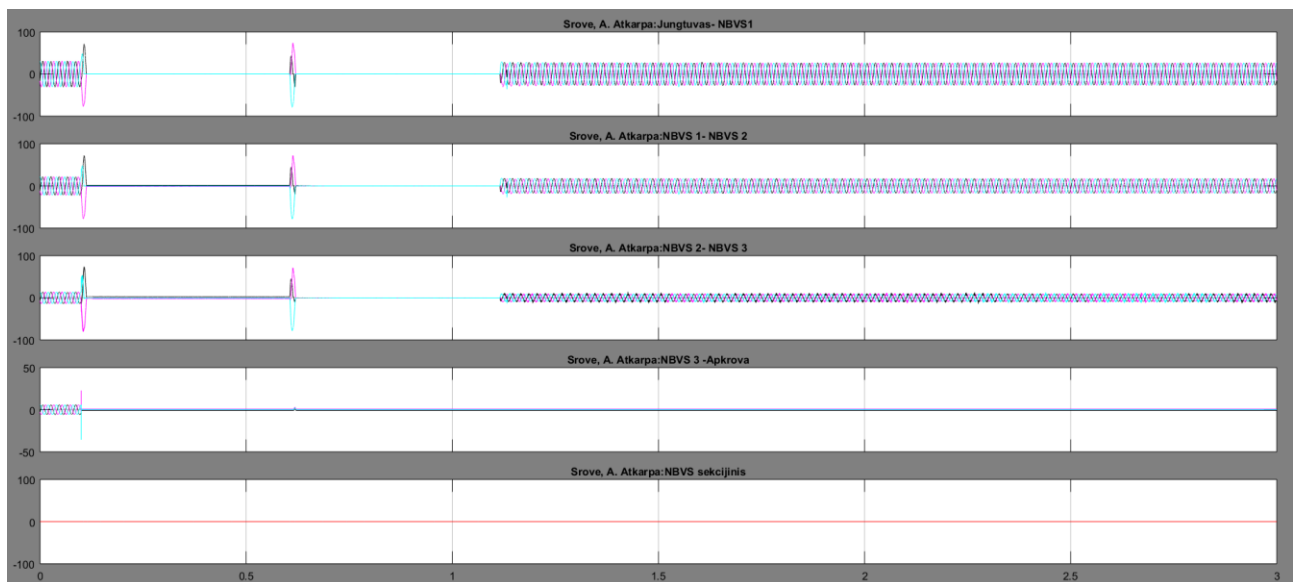 Srove, A. Atkarpa:Jungtuvas- NBVS1
100
0
-100
Srove, A. Atkarpa:NBVS 1- NBVS 2
100
0
-100
Srove, A. Atkarpa:NBVS 2- NBVS 3
100
0
-100
Srove, A. Atkarpa:NBVS 3 -Apkrova
50
0
-50
Srove, A. Atkarpa:NBVS sekcijinis
100
0
-100
0 0.5 1 1.5 2 2.5 3